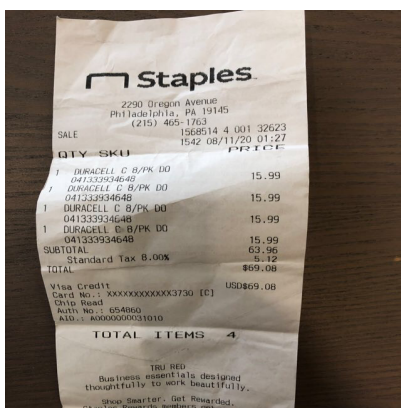 Staples
2290 Oregon Avenue
Philadelphia, PA 19145
(215) 465-1763
SALE 1568514 4 001 32623
1542 08/11/20 01:27
QTY SKU PRICE
1 DURACELL C 8/PK DO
041333934648 15.99
1 DURACELL C 8/PK DO
041333934648 15.99
1 DURACELL C 8/PK DO
041333934648 15.99
1 DURACELL C 8/PK DO
041333934648 15.99
SUBTOTAL 63.96
Standard Tax 8.00% 5.12
TOTAL $69.08
Visa Credit USD$69.08
Card No.: XXXXXXXXXXXX3730 [C]
Chip Read
Auth No.: 654860
AID.: A0000000031010
TOTAL ITEMS 4
TRU RED
Business essentials designed
thoughtfully to work beautifully.
Shop Smarter. Get Rewarded.
Staples Rewards members